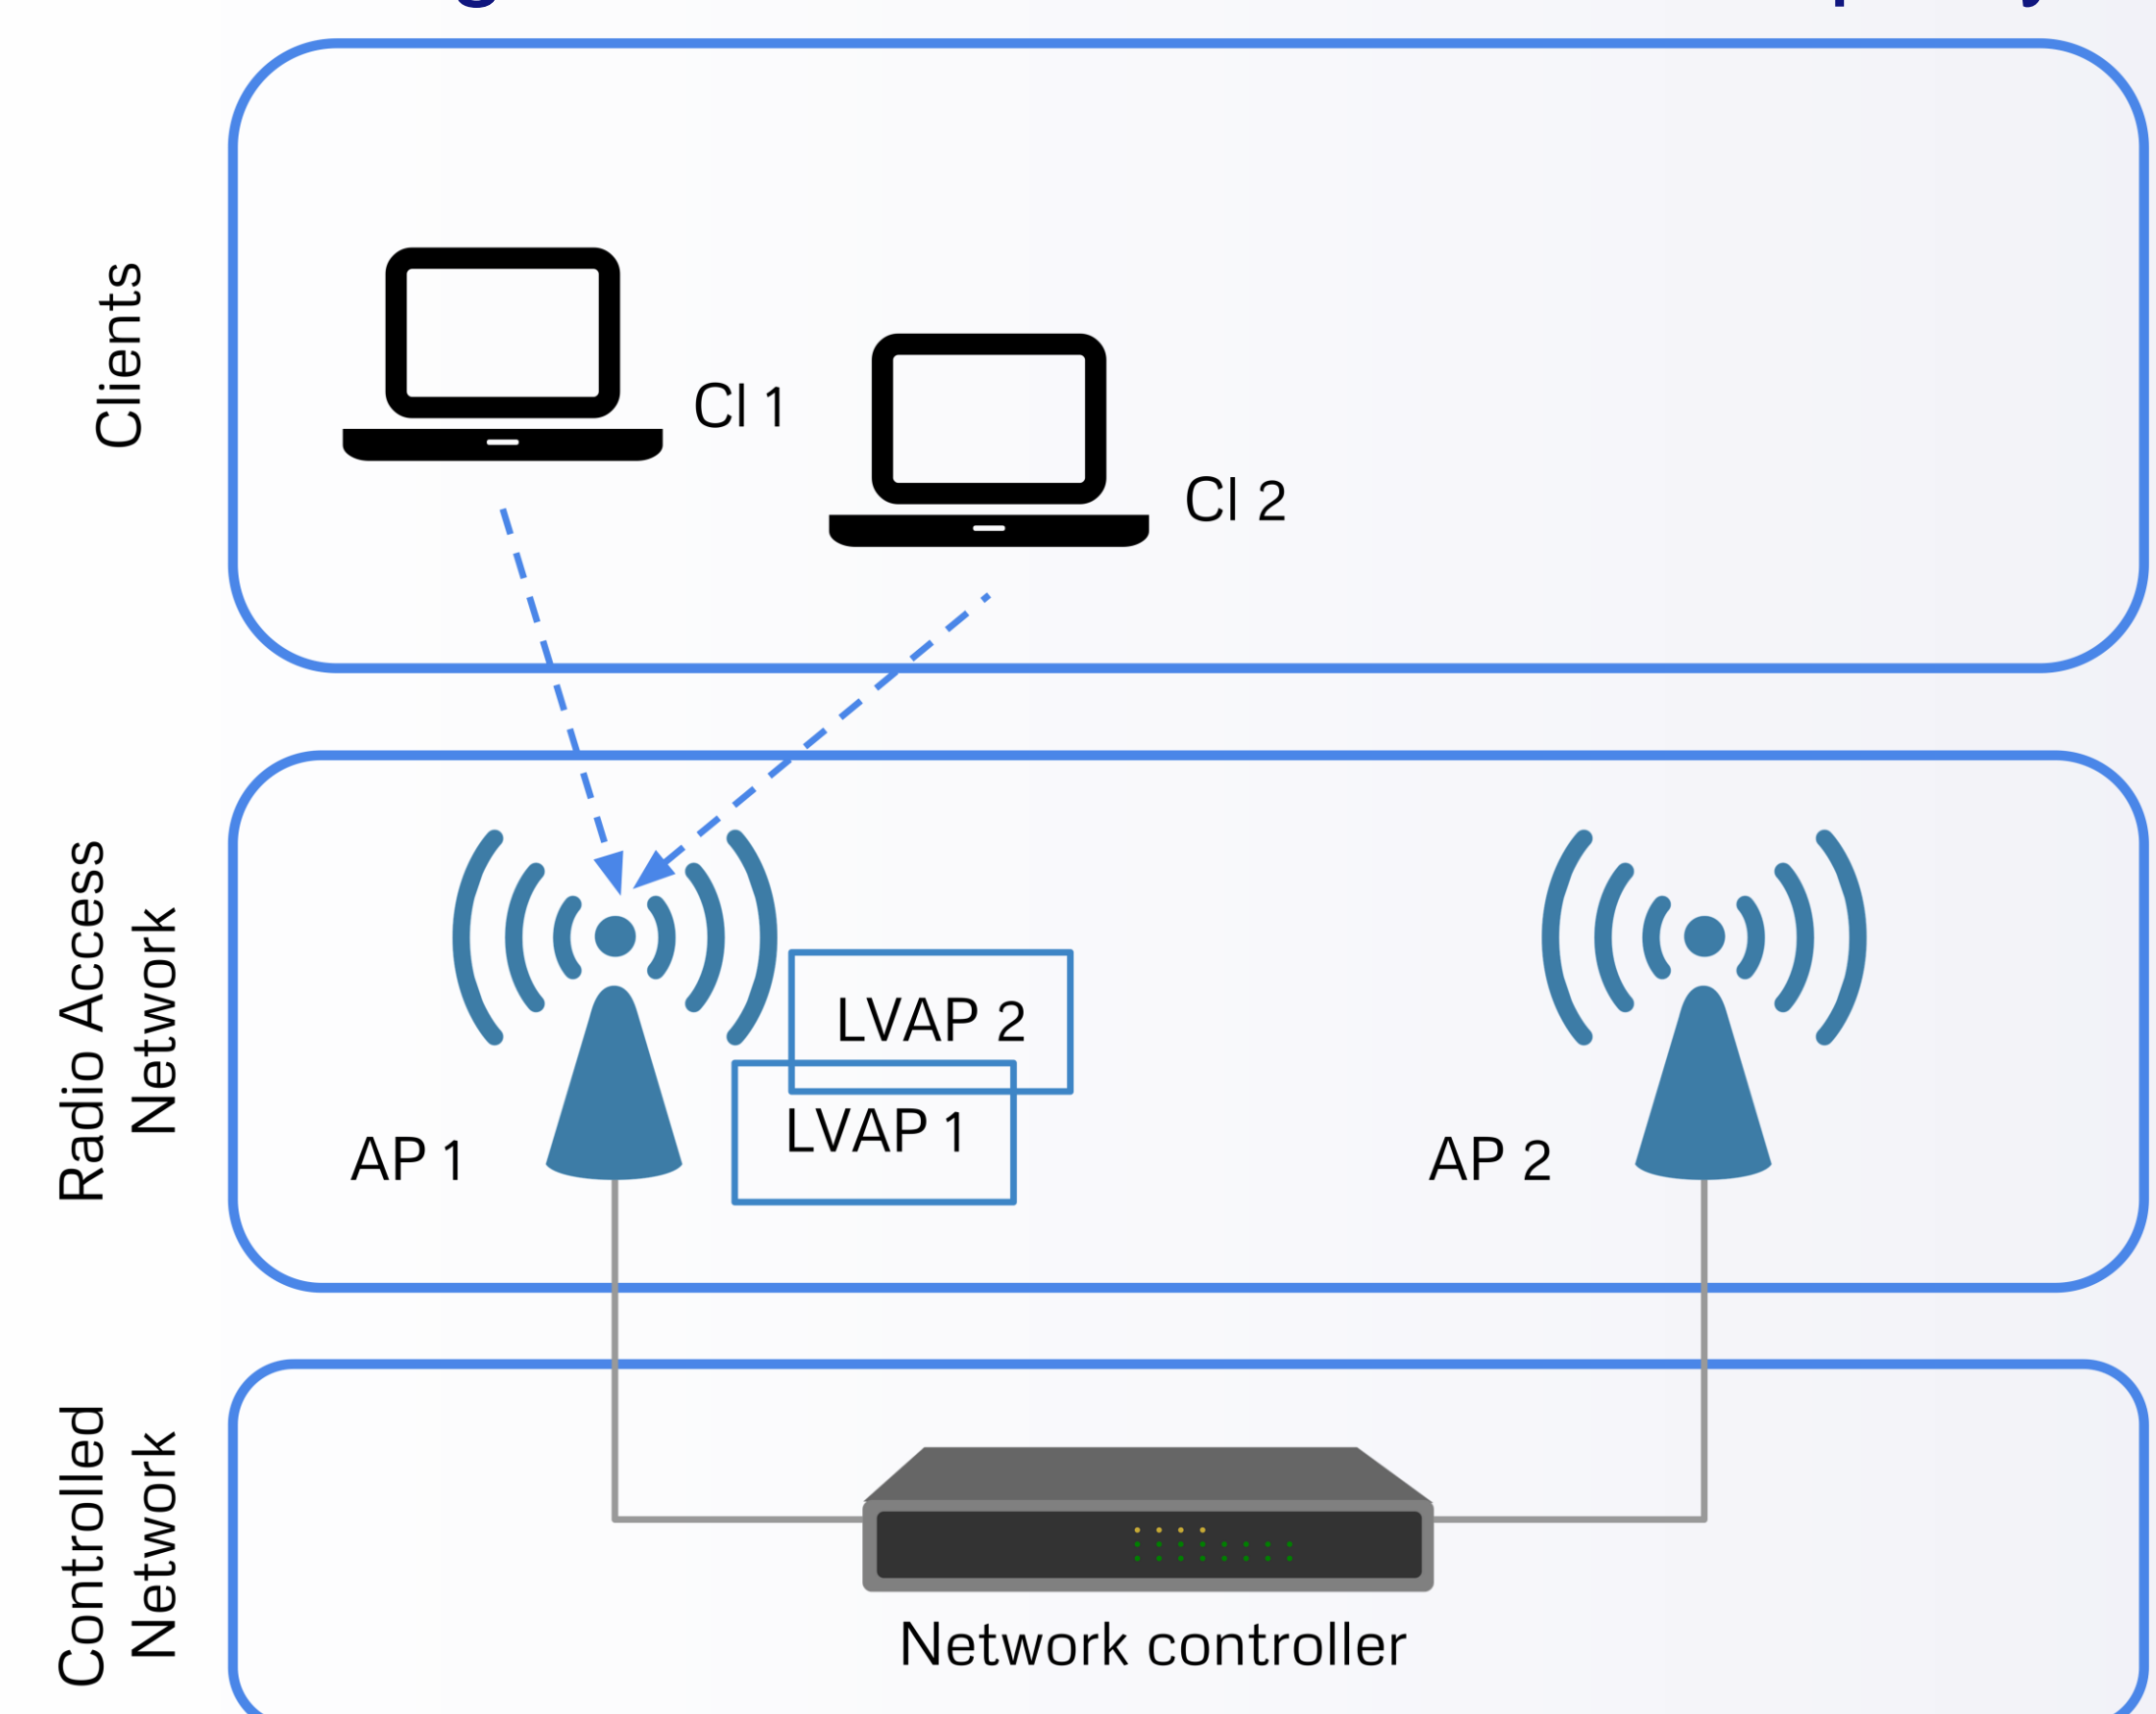 Clients
Cl 1
Cl 2
Radio Access
Network
LVAP 2
LVAP 1
AP 1
AP 2
Controlled
Network
Network controller